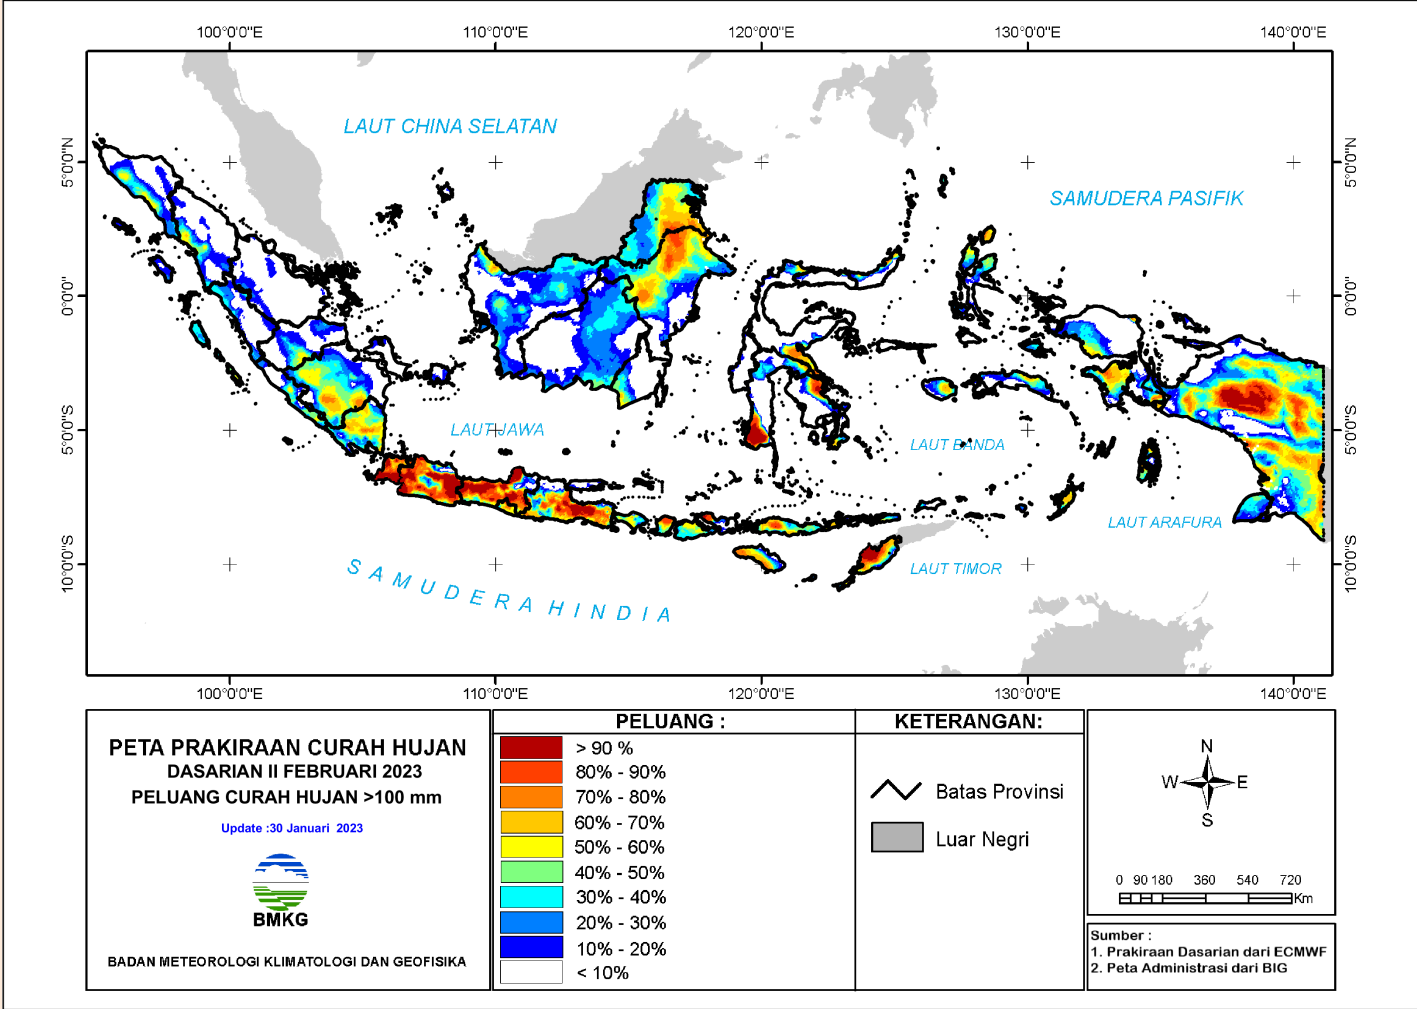 100°0'0"E 110°0'0"E 120°0'0"E 130°0'0"E 140°0'0"E
5°0'0"N
0°0'0"
5°0'0"S
10°0'0"S
LAUT CHINA SELATAN
SAMUDERA PASIFIK
LAUT JAWA
LAUT BANDA
LAUT ARAFURA
LAUT TIMOR
SAMUDERA HINDIA
5°0'0"N
0°0'0"
5°0'0"S
10°0'0"S
100°0'0"E 110°0'0"E 120°0'0"E 130°0'0"E 140°0'0"E
PETA PRAKIRAAN CURAH HUJAN
DASARIAN II FEBRUARI 2023
PELUANG CURAH HUJAN >100 mm
Update :30 Januari 2023
BMKG
BADAN METEOROLOGI KLIMATOLOGI DAN GEOFISIKA
PELUANG :
> 90 %
80% - 90%
70% - 80%
60% - 70%
50% - 60%
40% - 50%
30% - 40%
20% - 30%
10% - 20%
< 10%
KETERANGAN:
Batas Provinsi
Luar Negri
N
W E
S
0 90 180 360 540 720
Km
Sumber :
1. Prakiraan Dasarian dari ECMWF
2. Peta Administrasi dari BIG